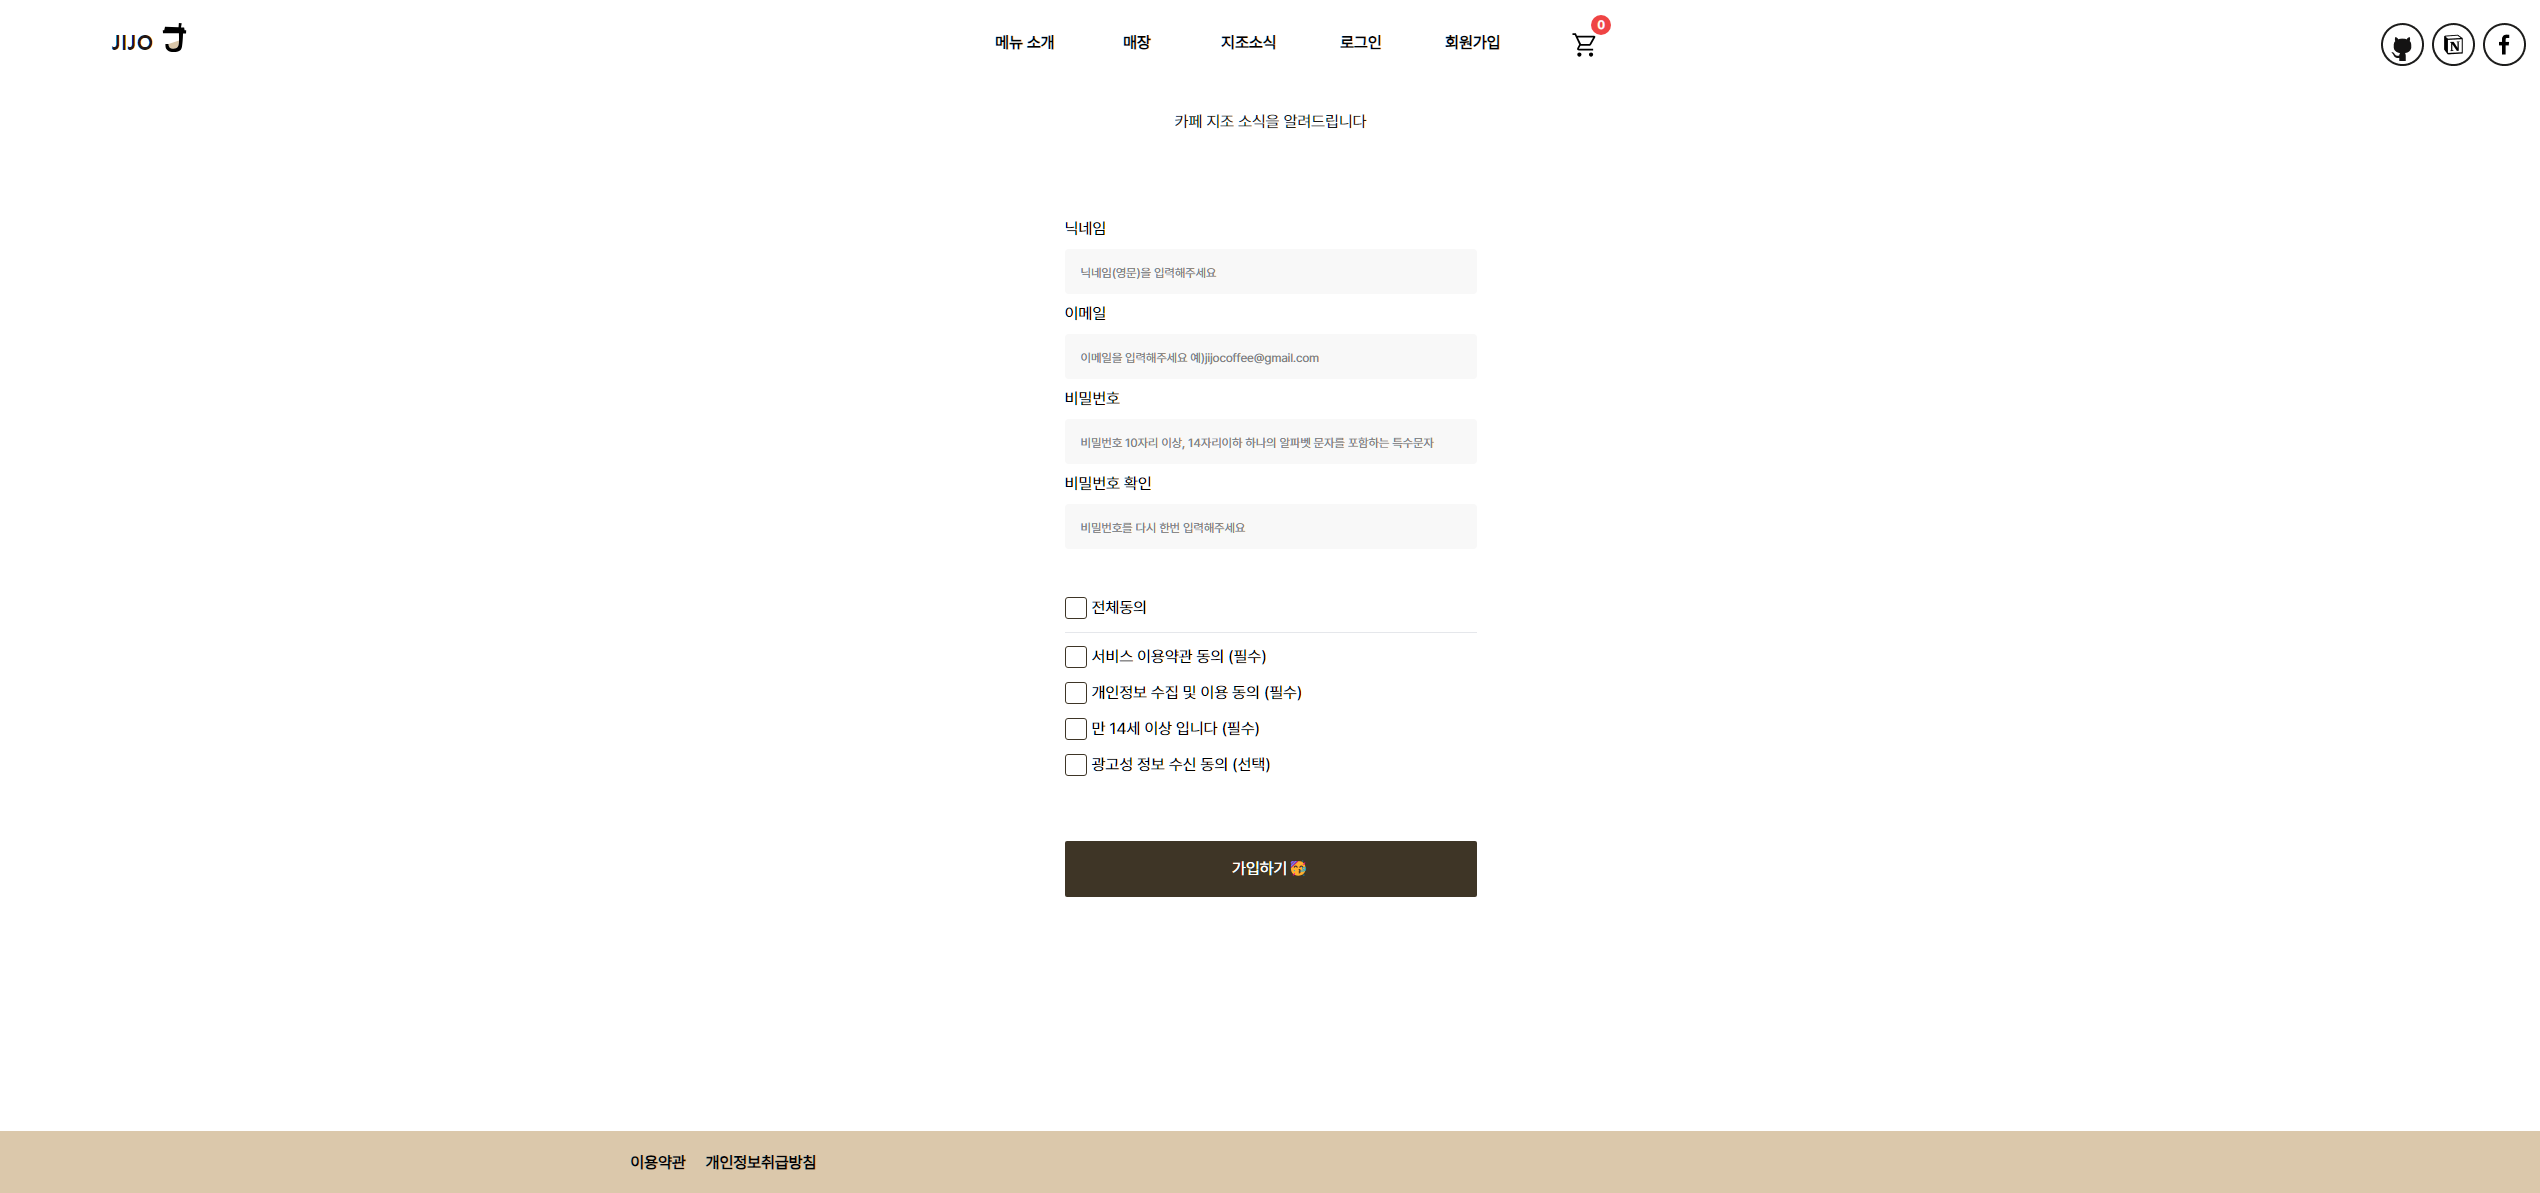 JIJO
메뉴 소개
매장
지조소식
로그인
회원가입
0
카페 지조 소식을 알려드립니다
닉네임
닉네임(영문)을 입력해주세요
이메일
이메일을 입력해주세요 예)jijocoffee@gmail.com
비밀번호
비밀번호 10자리 이상, 14자리이하 하나의 알파벳 문자를 포함하는 특수문자
비밀번호 확인
비밀번호를 다시 한번 입력해주세요
전체동의
서비스 이용약관 동의 (필수)
개인정보 수집 및 이용 동의 (필수)
만 14세 이상 입니다 (필수)
광고성 정보 수신 동의 (선택)
가입하기 🥳
이용약관 개인정보취급방침